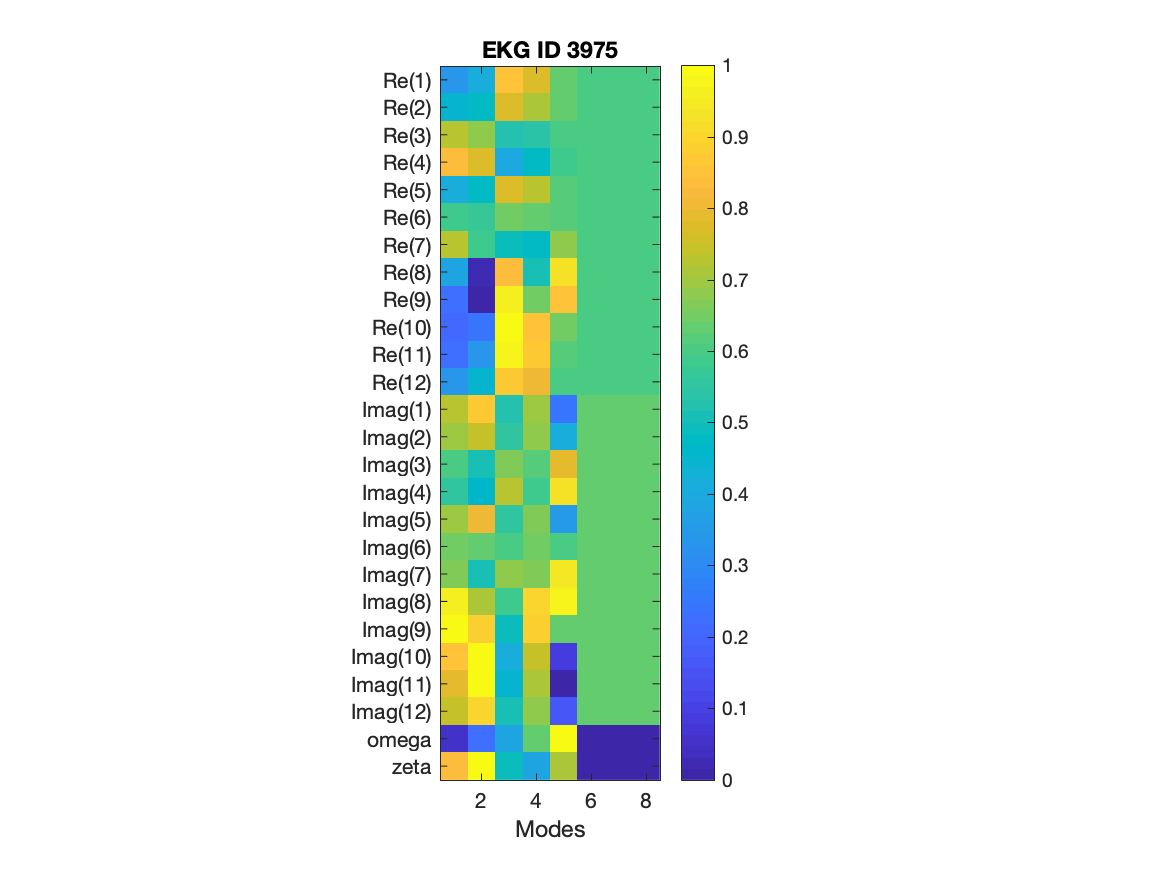 EKG ID 3975
Re(1)
Re(2)
Re(3)
Re(4)
Re(5)
Re(6)
Re(7)
Re(8)
Re(9)
Re(10)
Re(11)
Re(12)
Imag(1)
Imag(2)
Imag(3)
Imag(4)
Imag(5)
Imag(6)
Imag(7)
Imag(8)
Imag(9)
Imag(10)
Imag(11)
Imag(12)
omega
zeta
2 4 6 8
Modes
1
0.9
0.8
0.7
0.6
0.5
0.4
0.3
0.2
0.1
0